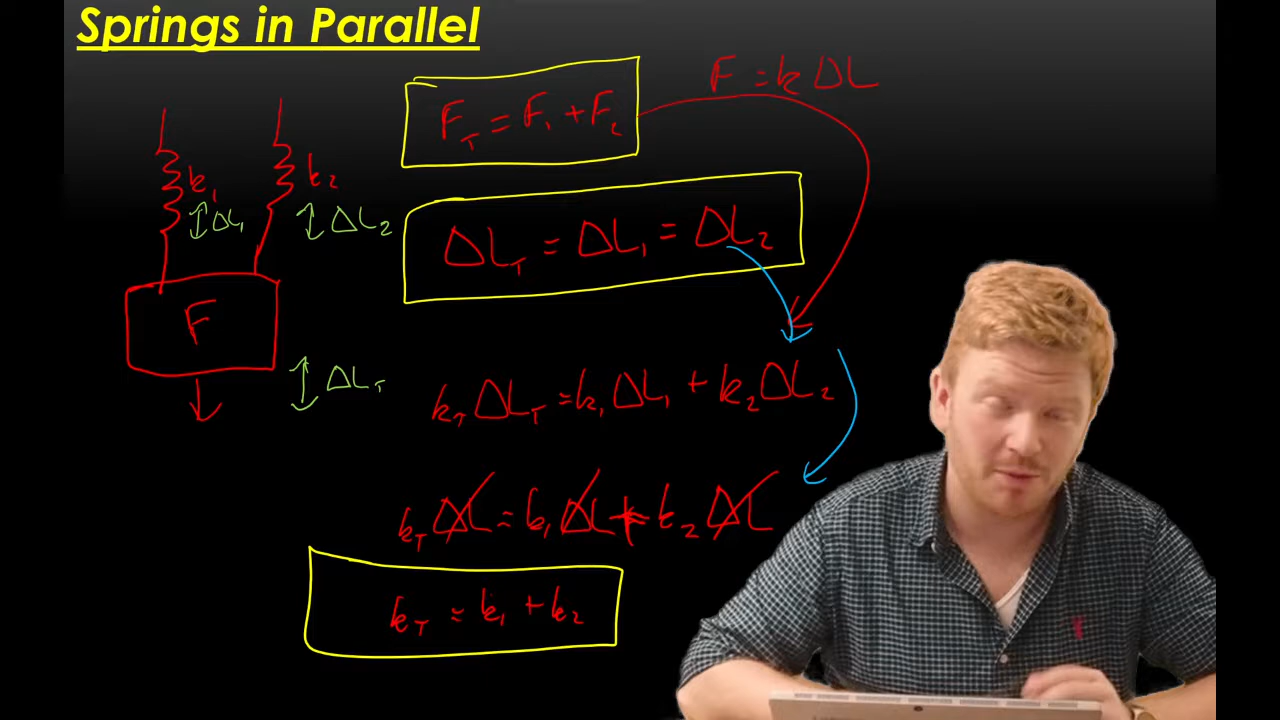 Springs in Parallel
F = k ΔL
F_T = F_1 + F_2
k_1
k_2
ΔL_1
ΔL_2
ΔL_T = ΔL_1 = ΔL_2
F
ΔL_T
k_T ΔL_T = k_1 ΔL_1 + k_2 ΔL_2
k_T ΔL = k_1 ΔL + k_2 ΔL
k_T = k_1 + k_2